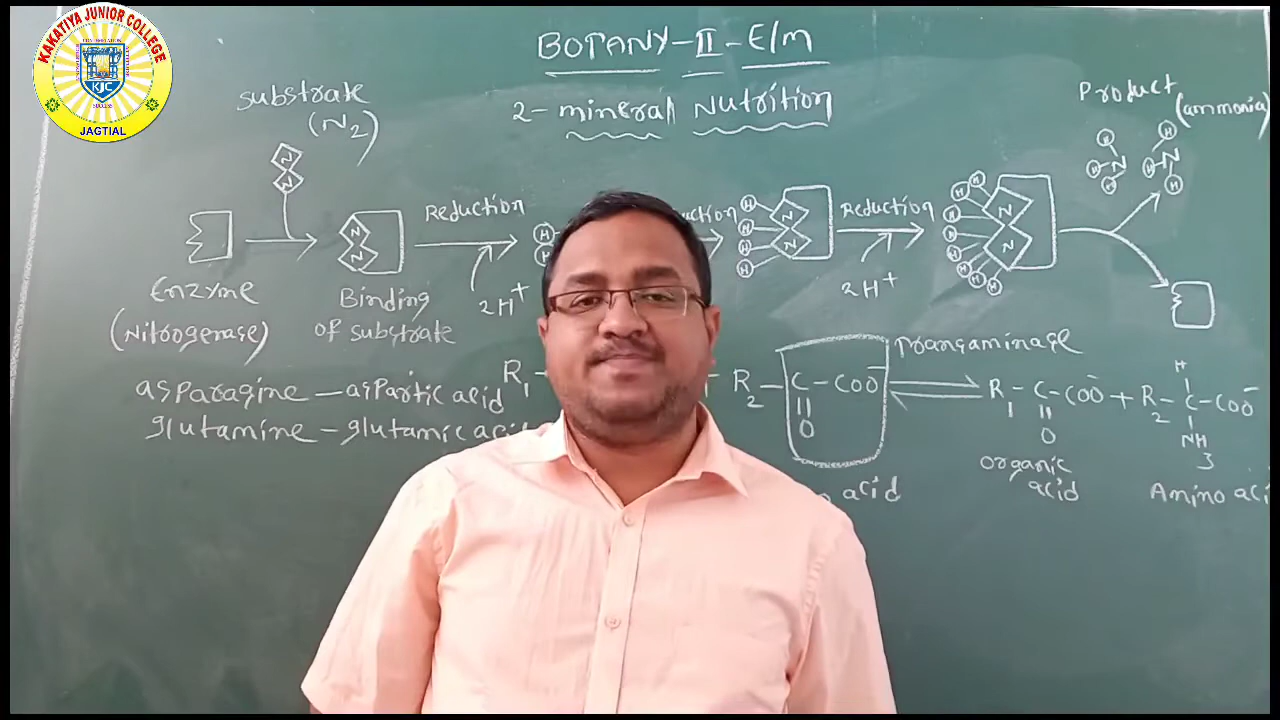 KAKATIYA JUNIOR COLLEGE
KJC
SUCCESS
JAGTIAL
BOTANY-II-E/M
2- mineral Nutrition
substrate
(N2)
Product
(ammonia)
N
N
Enzyme
(Nitrogenase)
N
N
Binding
of substrate
Reduction
2H+
H
H
H
H
H
H
N
N
Reduction
2H+
H
H
H
H
H
H
H
N
N
H
H
H
N
H
H
H
N
asparagine - aspartic acid
glutamine - glutamic
R1 -
R2 - C - COO-
O
acid
Transaminase
R1 - C - COO- + R2 - C - COO-
O
H
NH3
organic
acid
Amino aci